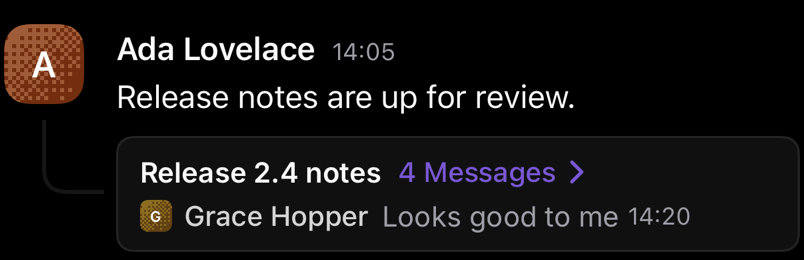 A
Ada Lovelace 14:05
Release notes are up for review.
Release 2.4 notes 4 Messages >
G Grace Hopper Looks good to me 14:20